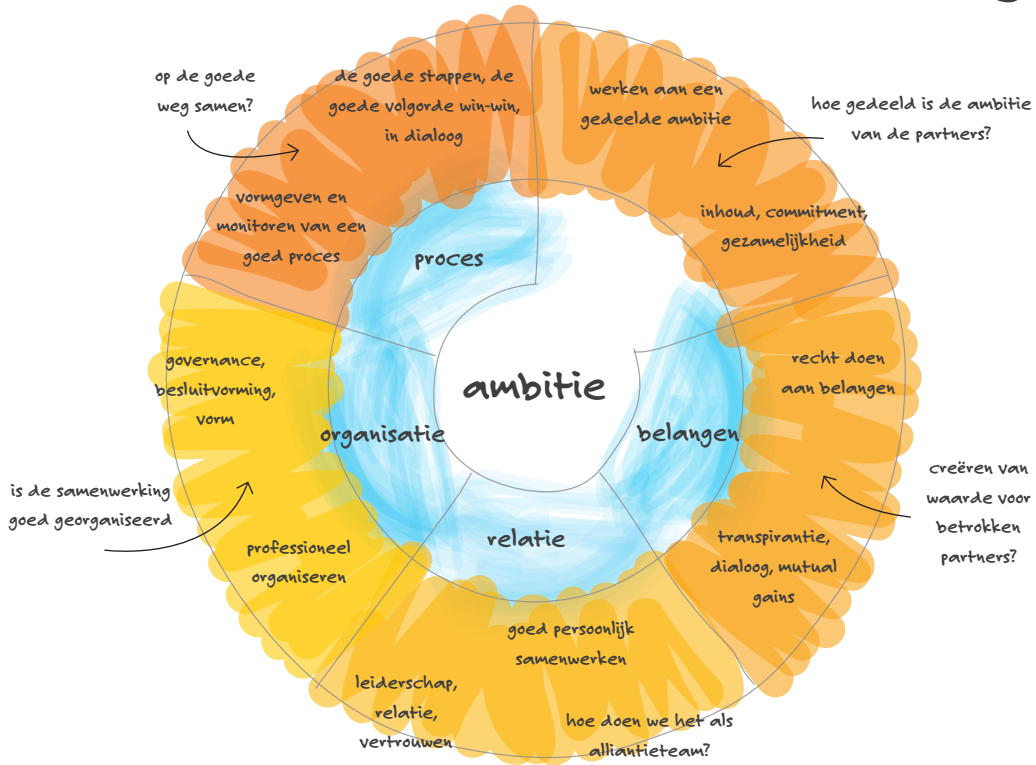 op de goede
weg samen?
de goede stappen, de
goede volgorde win-win,
in dialoog
vormgeven en
monitoren van een
goed proces
werken aan een
gedeelde ambitie
hoe gedeeld is de ambitie
van de partners?
inhoud, commitment,
gezamelijkheid
proces
ambitie
organisatie
belangen
relatie
recht doen
aan belangen
creëren van
waarde voor
betrokken
partners?
transpirantie,
dialoog, mutual
gains
governance,
besluitvorming,
vorm
is de samenwerking
goed georganiseerd
professioneel
organiseren
goed persoonlijk
samenwerken
leiderschap,
relatie,
vertrouwen
hoe doen we het als
alliantieteam?